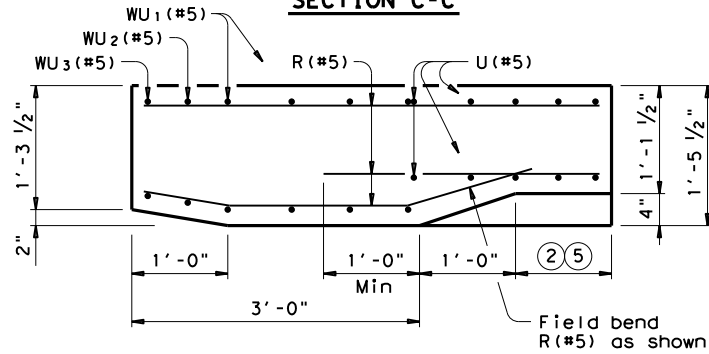 SECTION C-C
WU1(#5)
WU2(#5)
WU3(#5)
R(#5)
U(#5)
1'-3 1/2"
2"
1'-1 1/2"
4"
1'-5 1/2"
1'-0"
1'-0"
Min
1'-0"
2 5
3'-0"
Field bend
R(#5) as shown